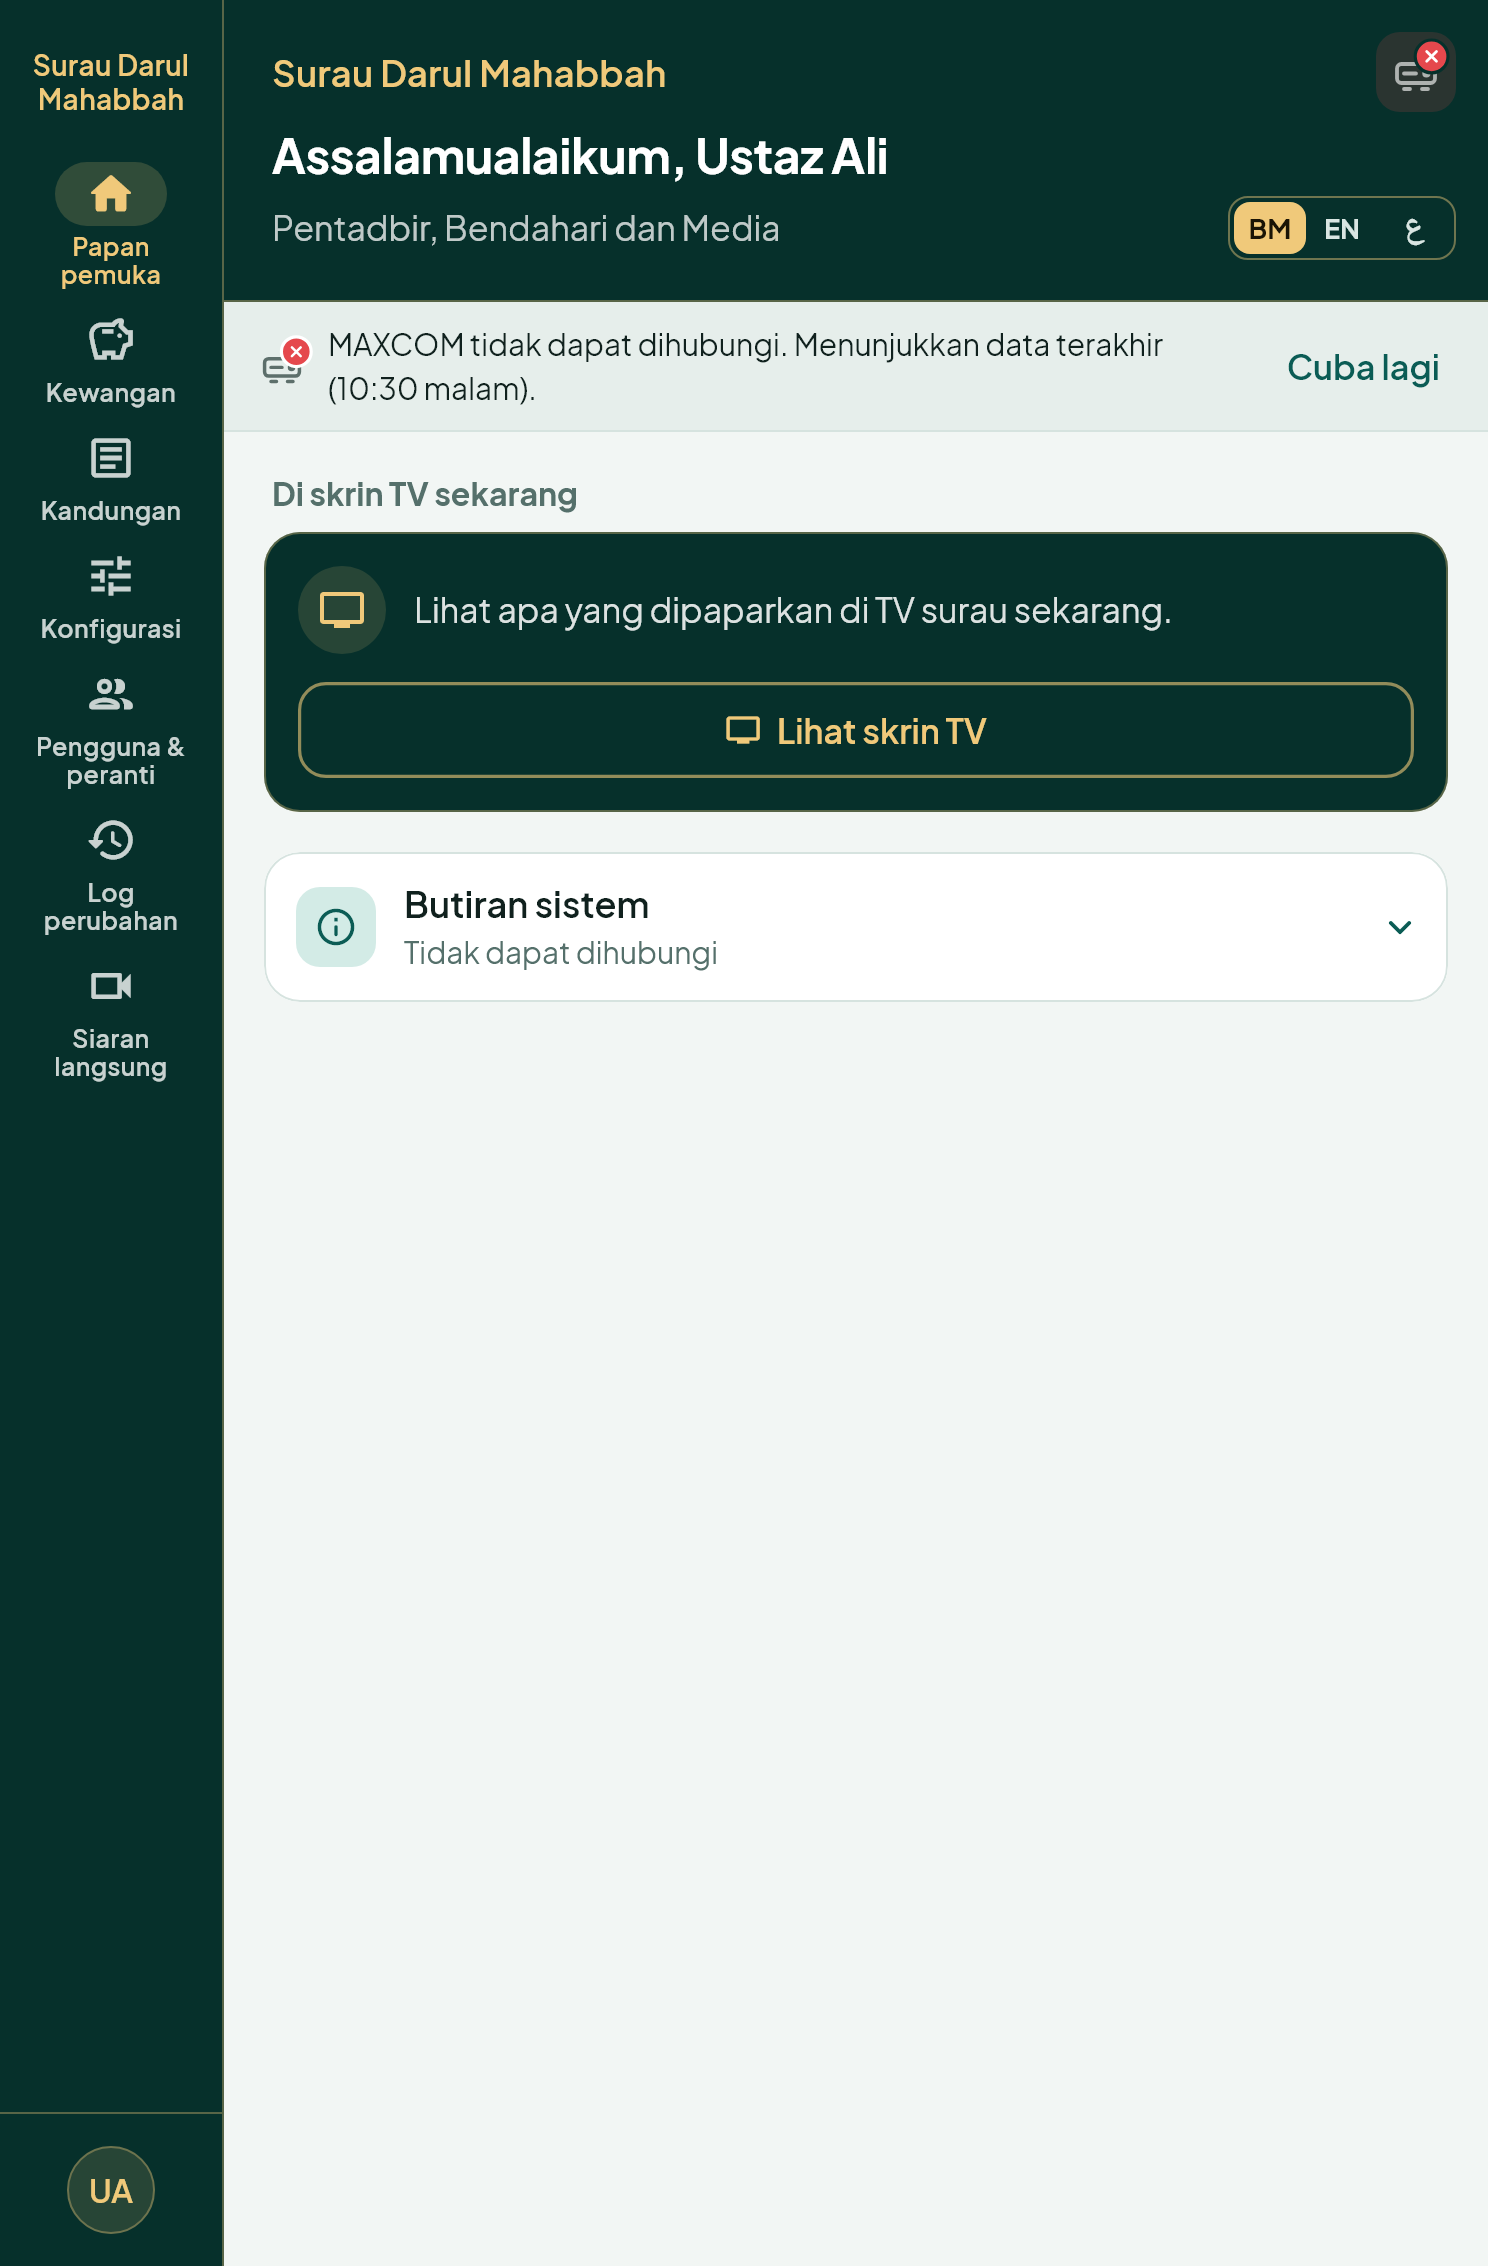 Surau Darul
Mahabbah
Papan
pemuka
Kewangan
Kandungan
Konfigurasi
Pengguna &
peranti
Log
perubahan
Siaran
langsung
UA
Surau Darul Mahabbah
Assalamualaikum, Ustaz Ali
Pentadbir, Bendahari dan Media
BM EN ع
MAXCOM tidak dapat dihubungi. Menunjukkan data terakhir
(10:30 malam).
Cuba lagi
Di skrin TV sekarang
Lihat apa yang dipaparkan di TV surau sekarang.
Lihat skrin TV
Butiran sistem
Tidak dapat dihubungi